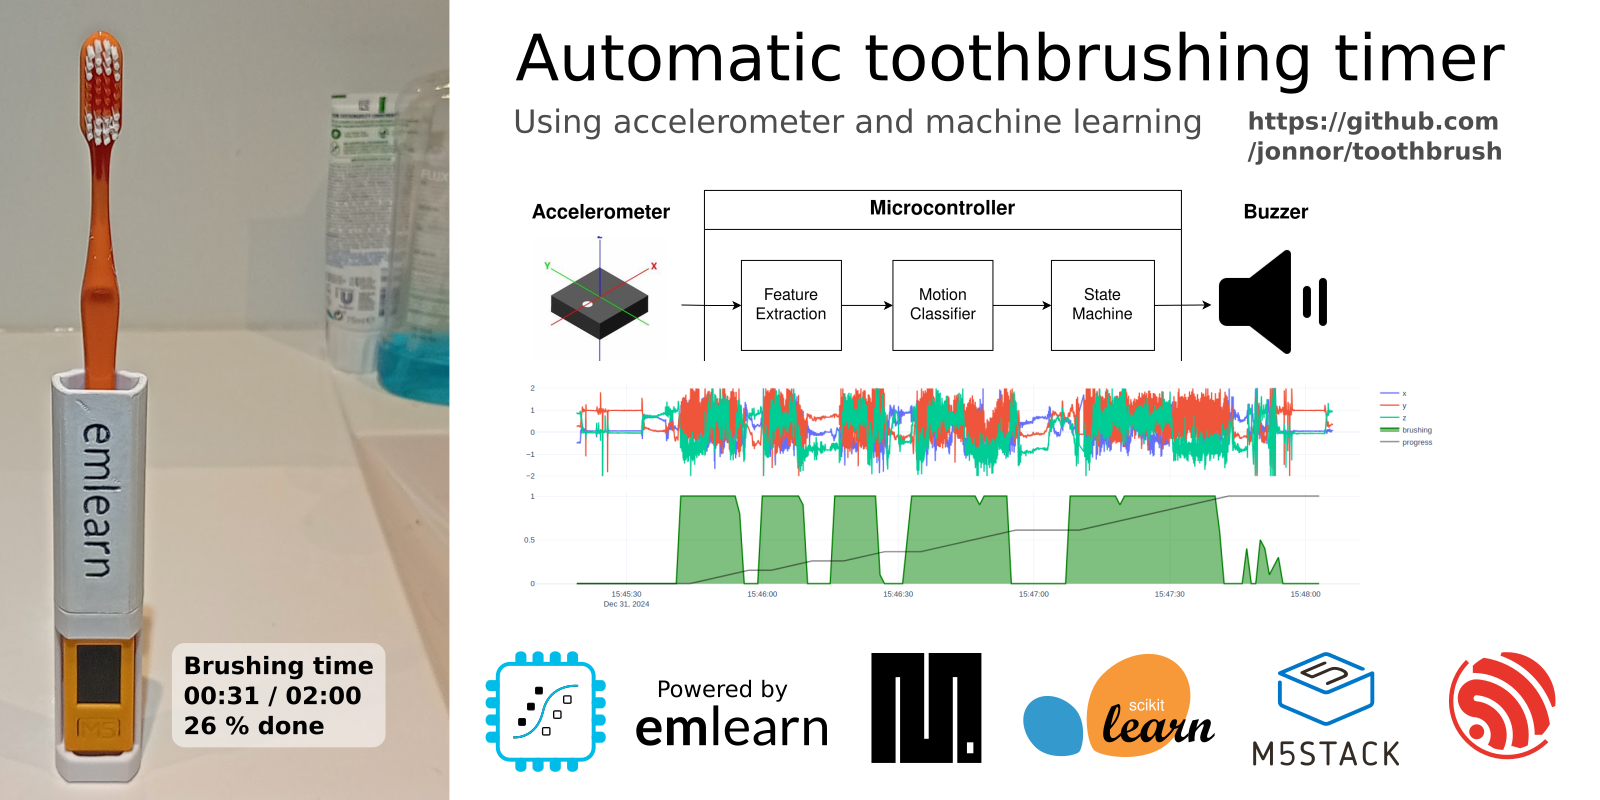 Automatic toothbrushing timer
Using accelerometer and machine learning
https://github.com
/jonnor/toothbrush
Accelerometer
Microcontroller
Buzzer
Z
Y
X
Feature
Extraction
Motion
Classifier
State
Machine
2
1
0
−1
−2
x
y
z
brushing
progress
1
0.5
0
15:45:30
Dec 31, 2024
15:46:00
15:46:30
15:47:00
15:47:30
15:48:00
emlearn
M5
FLUX
Brushing time
00:31 / 02:00
26 % done
Powered by
emlearn
scikit
learn
M5STACK